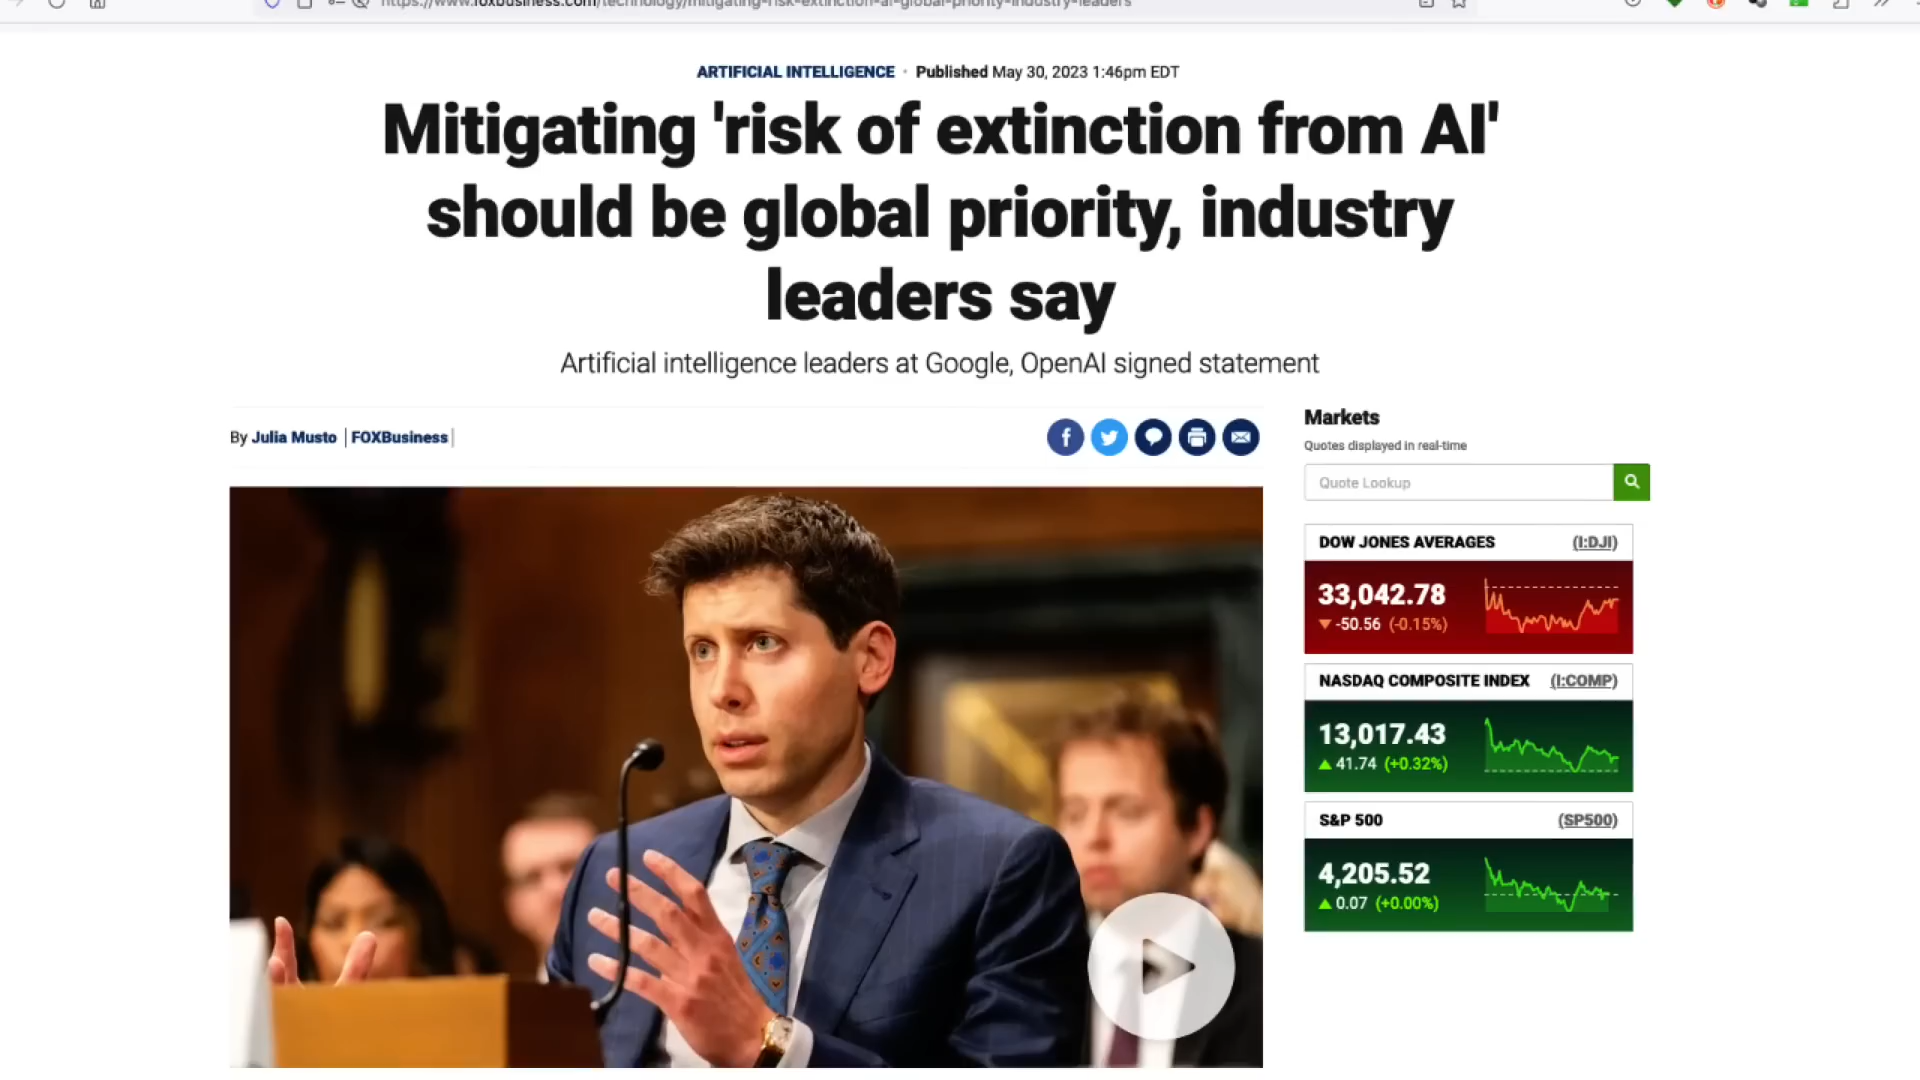 https://www.foxbusiness.com/technology/mitigating-risk-extinction-ai-global-priority-industry-leaders
ARTIFICIAL INTELLIGENCE · Published May 30, 2023 1:46pm EDT
Mitigating 'risk of extinction from AI'
should be global priority, industry
leaders say
Artificial intelligence leaders at Google, OpenAI signed statement
By Julia Musto | FOXBusiness |
Markets
Quotes displayed in real-time
Quote Lookup
DOW JONES AVERAGES (I:DJI)
33,042.78
▼ -50.56 (-0.15%)
NASDAQ COMPOSITE INDEX (I:COMP)
13,017.43
▲ 41.74 (+0.32%)
S&P 500 (SP500)
4,205.52
▲ 0.07 (+0.00%)